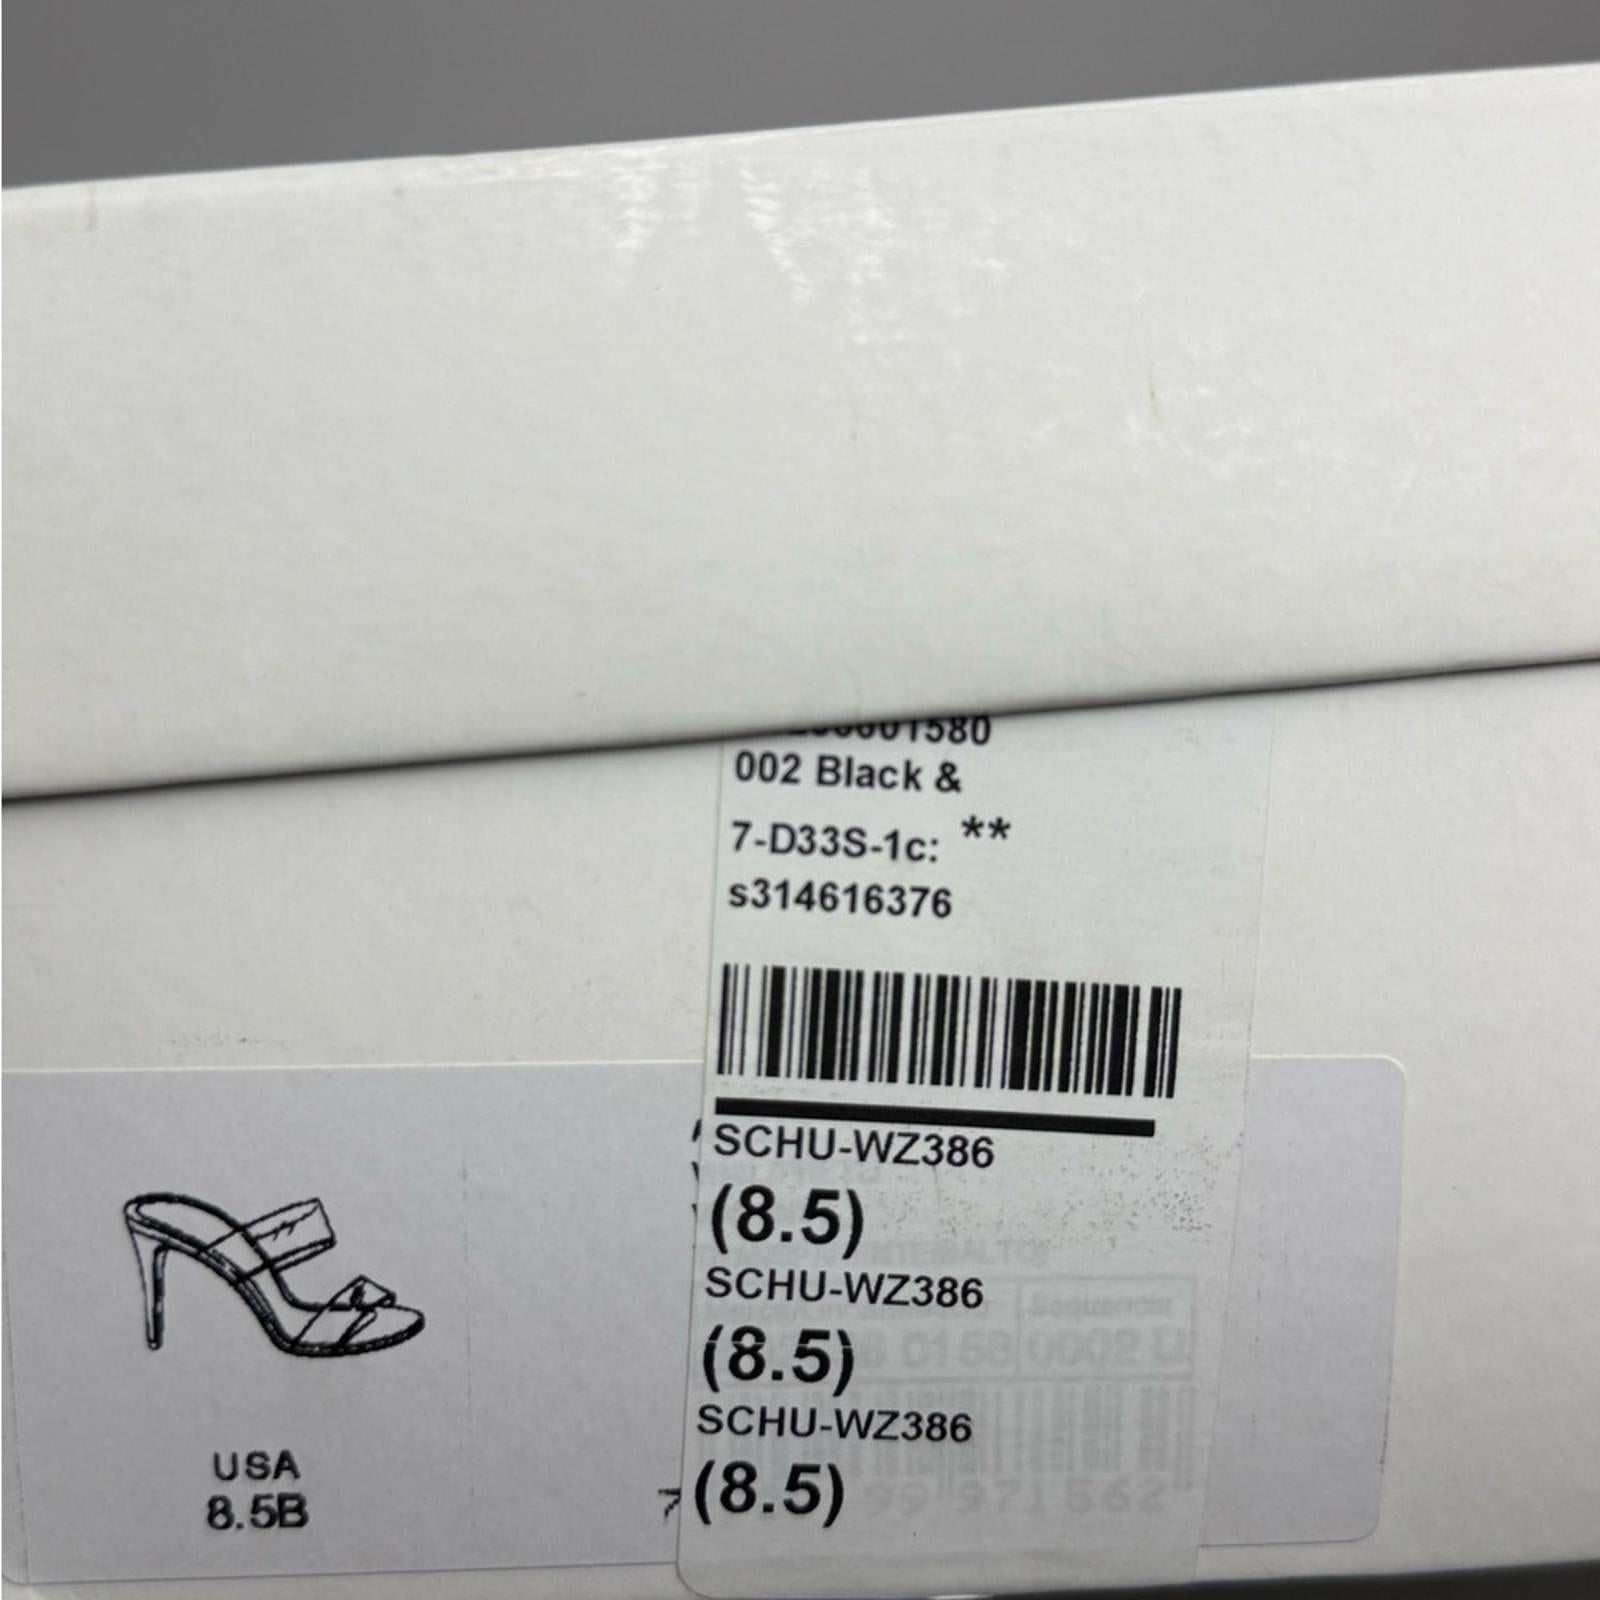 002 Black &
7-D33S-1c: **
s314616376
SCHU-WZ386
(8.5)
SCHU-WZ386
(8.5)
SCHU-WZ386
(8.5)
USA
8.5B